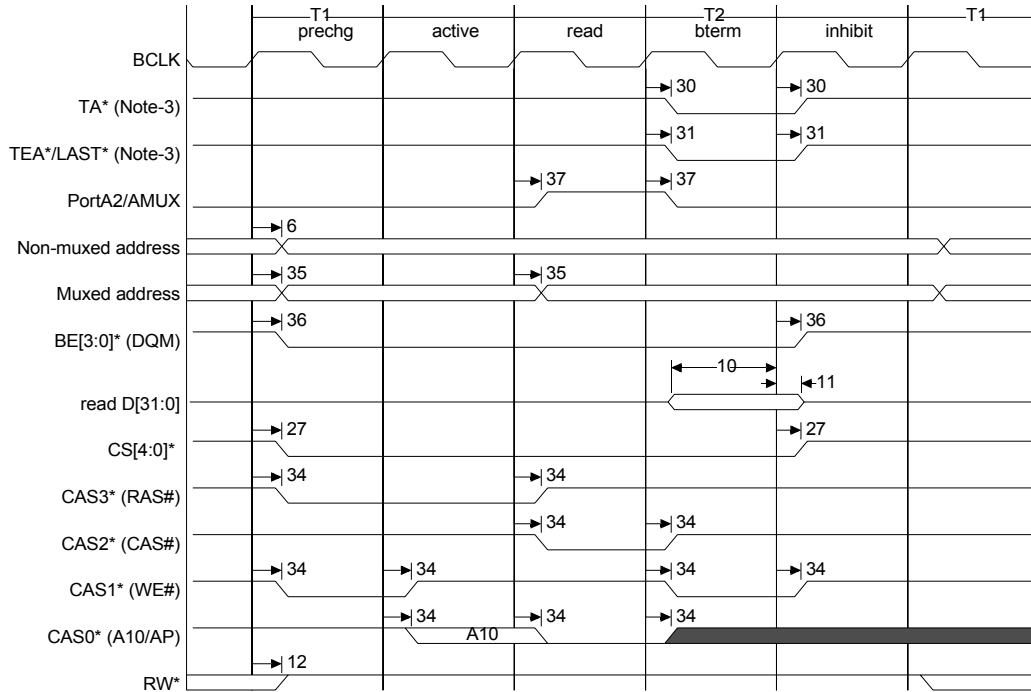 T1 T2 T1
prechg active read bterm inhibit
BCLK
30 30
TA* (Note-3)
31 31
TEA*/LAST* (Note-3)
37 37
PortA2/AMUX
6
Non-muxed address
35 35
Muxed address
36 36
BE[3:0]* (DQM)
10
11
read D[31:0]
27 27
CS[4:0]*
34 34
CAS3* (RAS#)
34 34
CAS2* (CAS#)
34 34 34 34
CAS1* (WE#)
34 34 34
CAS0* (A10/AP) A10
12
RW*